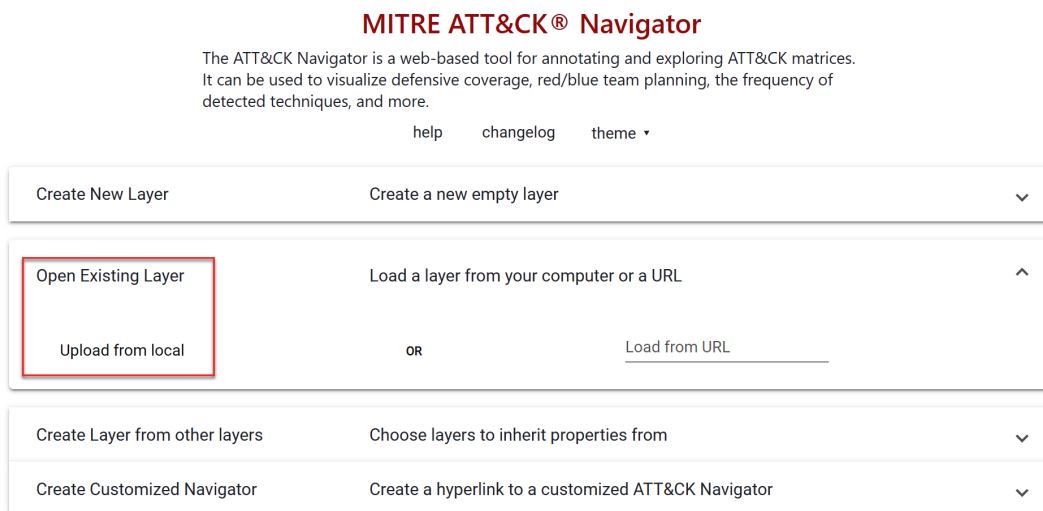 MITRE ATT&CK® Navigator
The ATT&CK Navigator is a web-based tool for annotating and exploring ATT&CK matrices.
It can be used to visualize defensive coverage, red/blue team planning, the frequency of
detected techniques, and more.
help changelog theme ▾
Create New Layer Create a new empty layer
Open Existing Layer Load a layer from your computer or a URL
Upload from local OR Load from URL
Create Layer from other layers Choose layers to inherit properties from
Create Customized Navigator Create a hyperlink to a customized ATT&CK Navigator